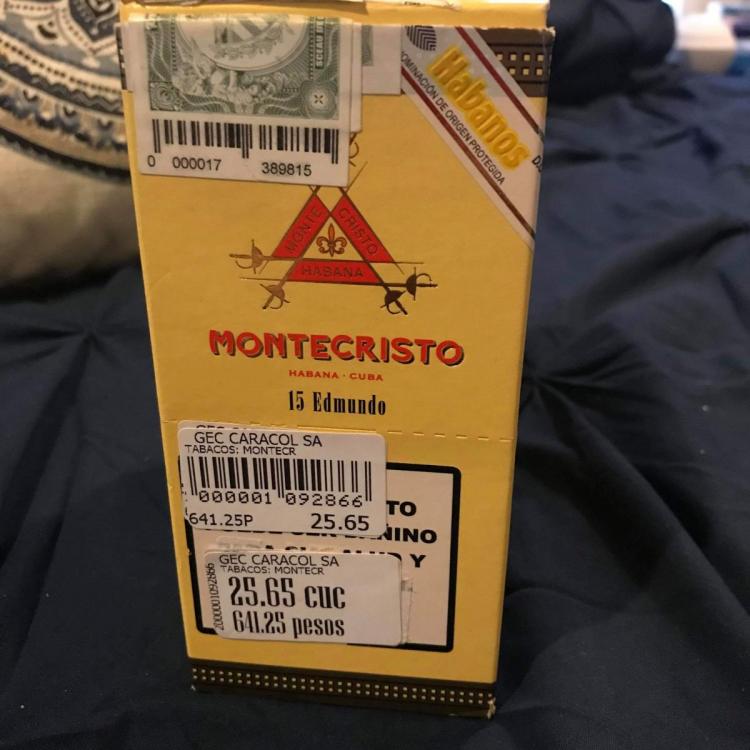 0 000017 389815
Habanos
DENOMINACIÓN DE ORIGEN PROTEGIDA
MONTE CRISTO
HABANA
MONTECRISTO
HABANA · CUBA
15 Edmundo
GEC CARACOL SA
TABACOS: MONTECR
000001 092866
641.25P 25.65
GEC CARACOL SA
TABACOS: MONTECR
25.65 cuc
641.25 pesos